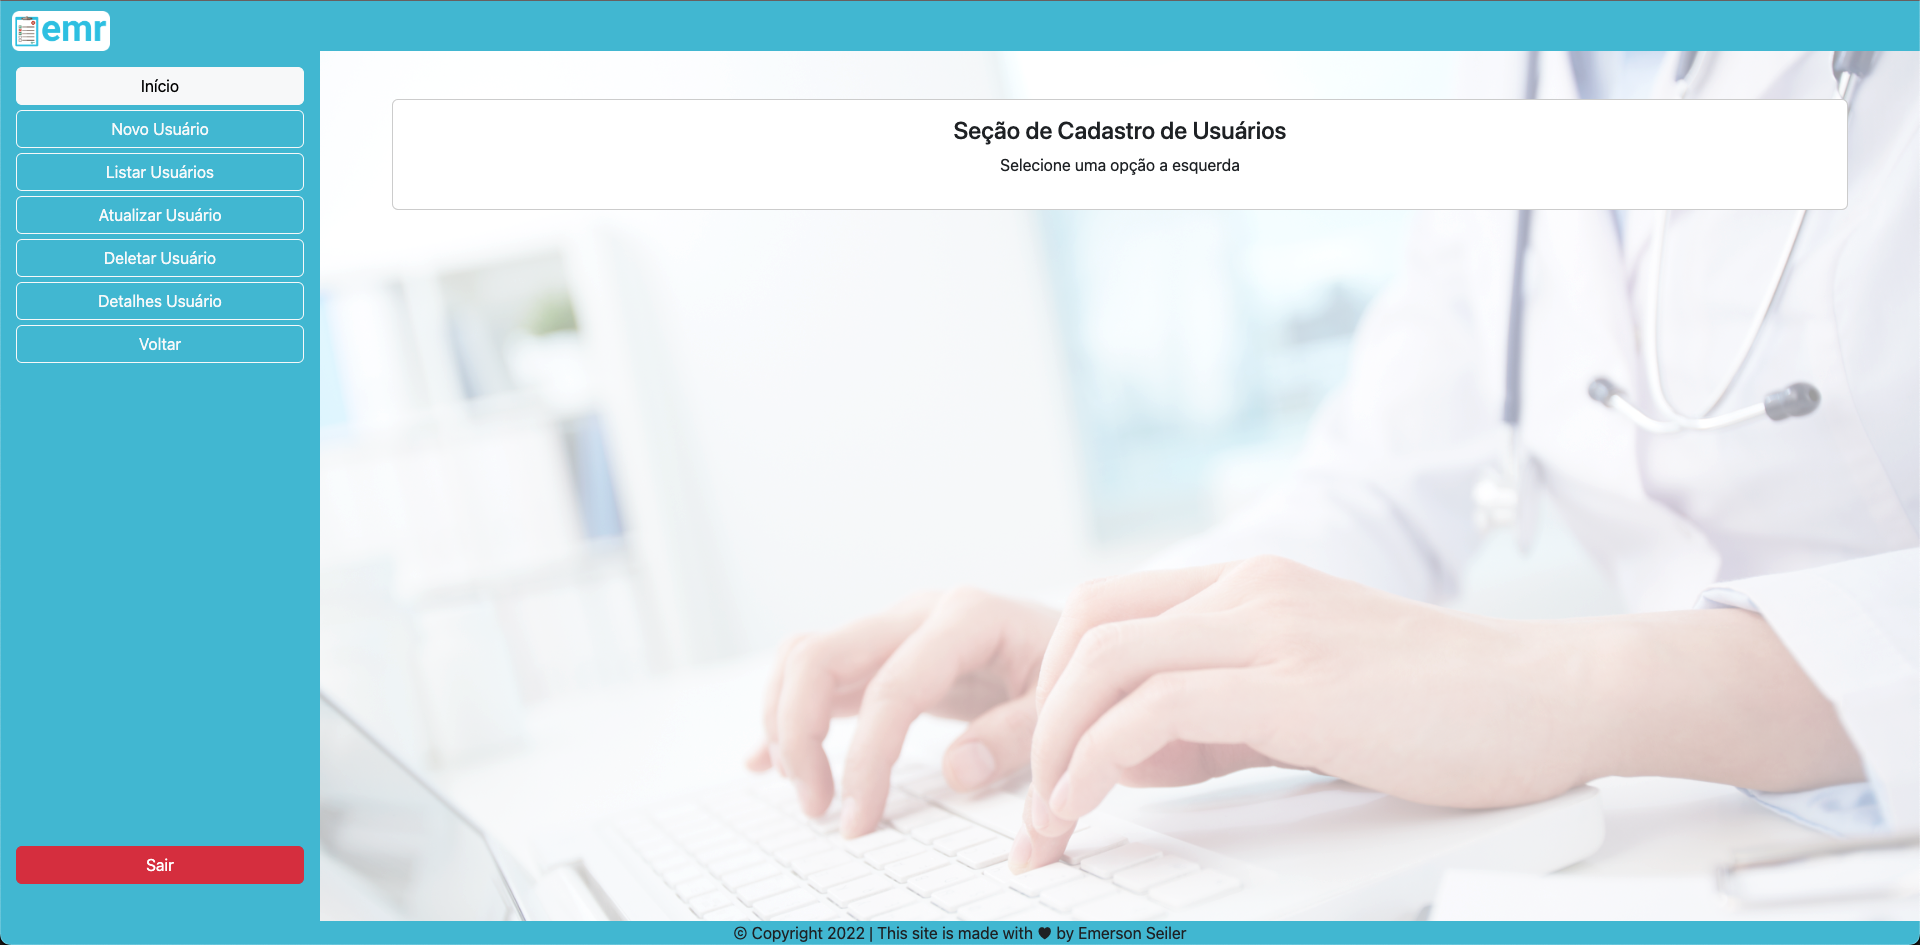 emr
Início
Novo Usuário
Listar Usuários
Atualizar Usuário
Deletar Usuário
Detalhes Usuário
Voltar
Sair
Seção de Cadastro de Usuários
Selecione uma opção a esquerda
© Copyright 2022 | This site is made with ♥ by Emerson Seiler